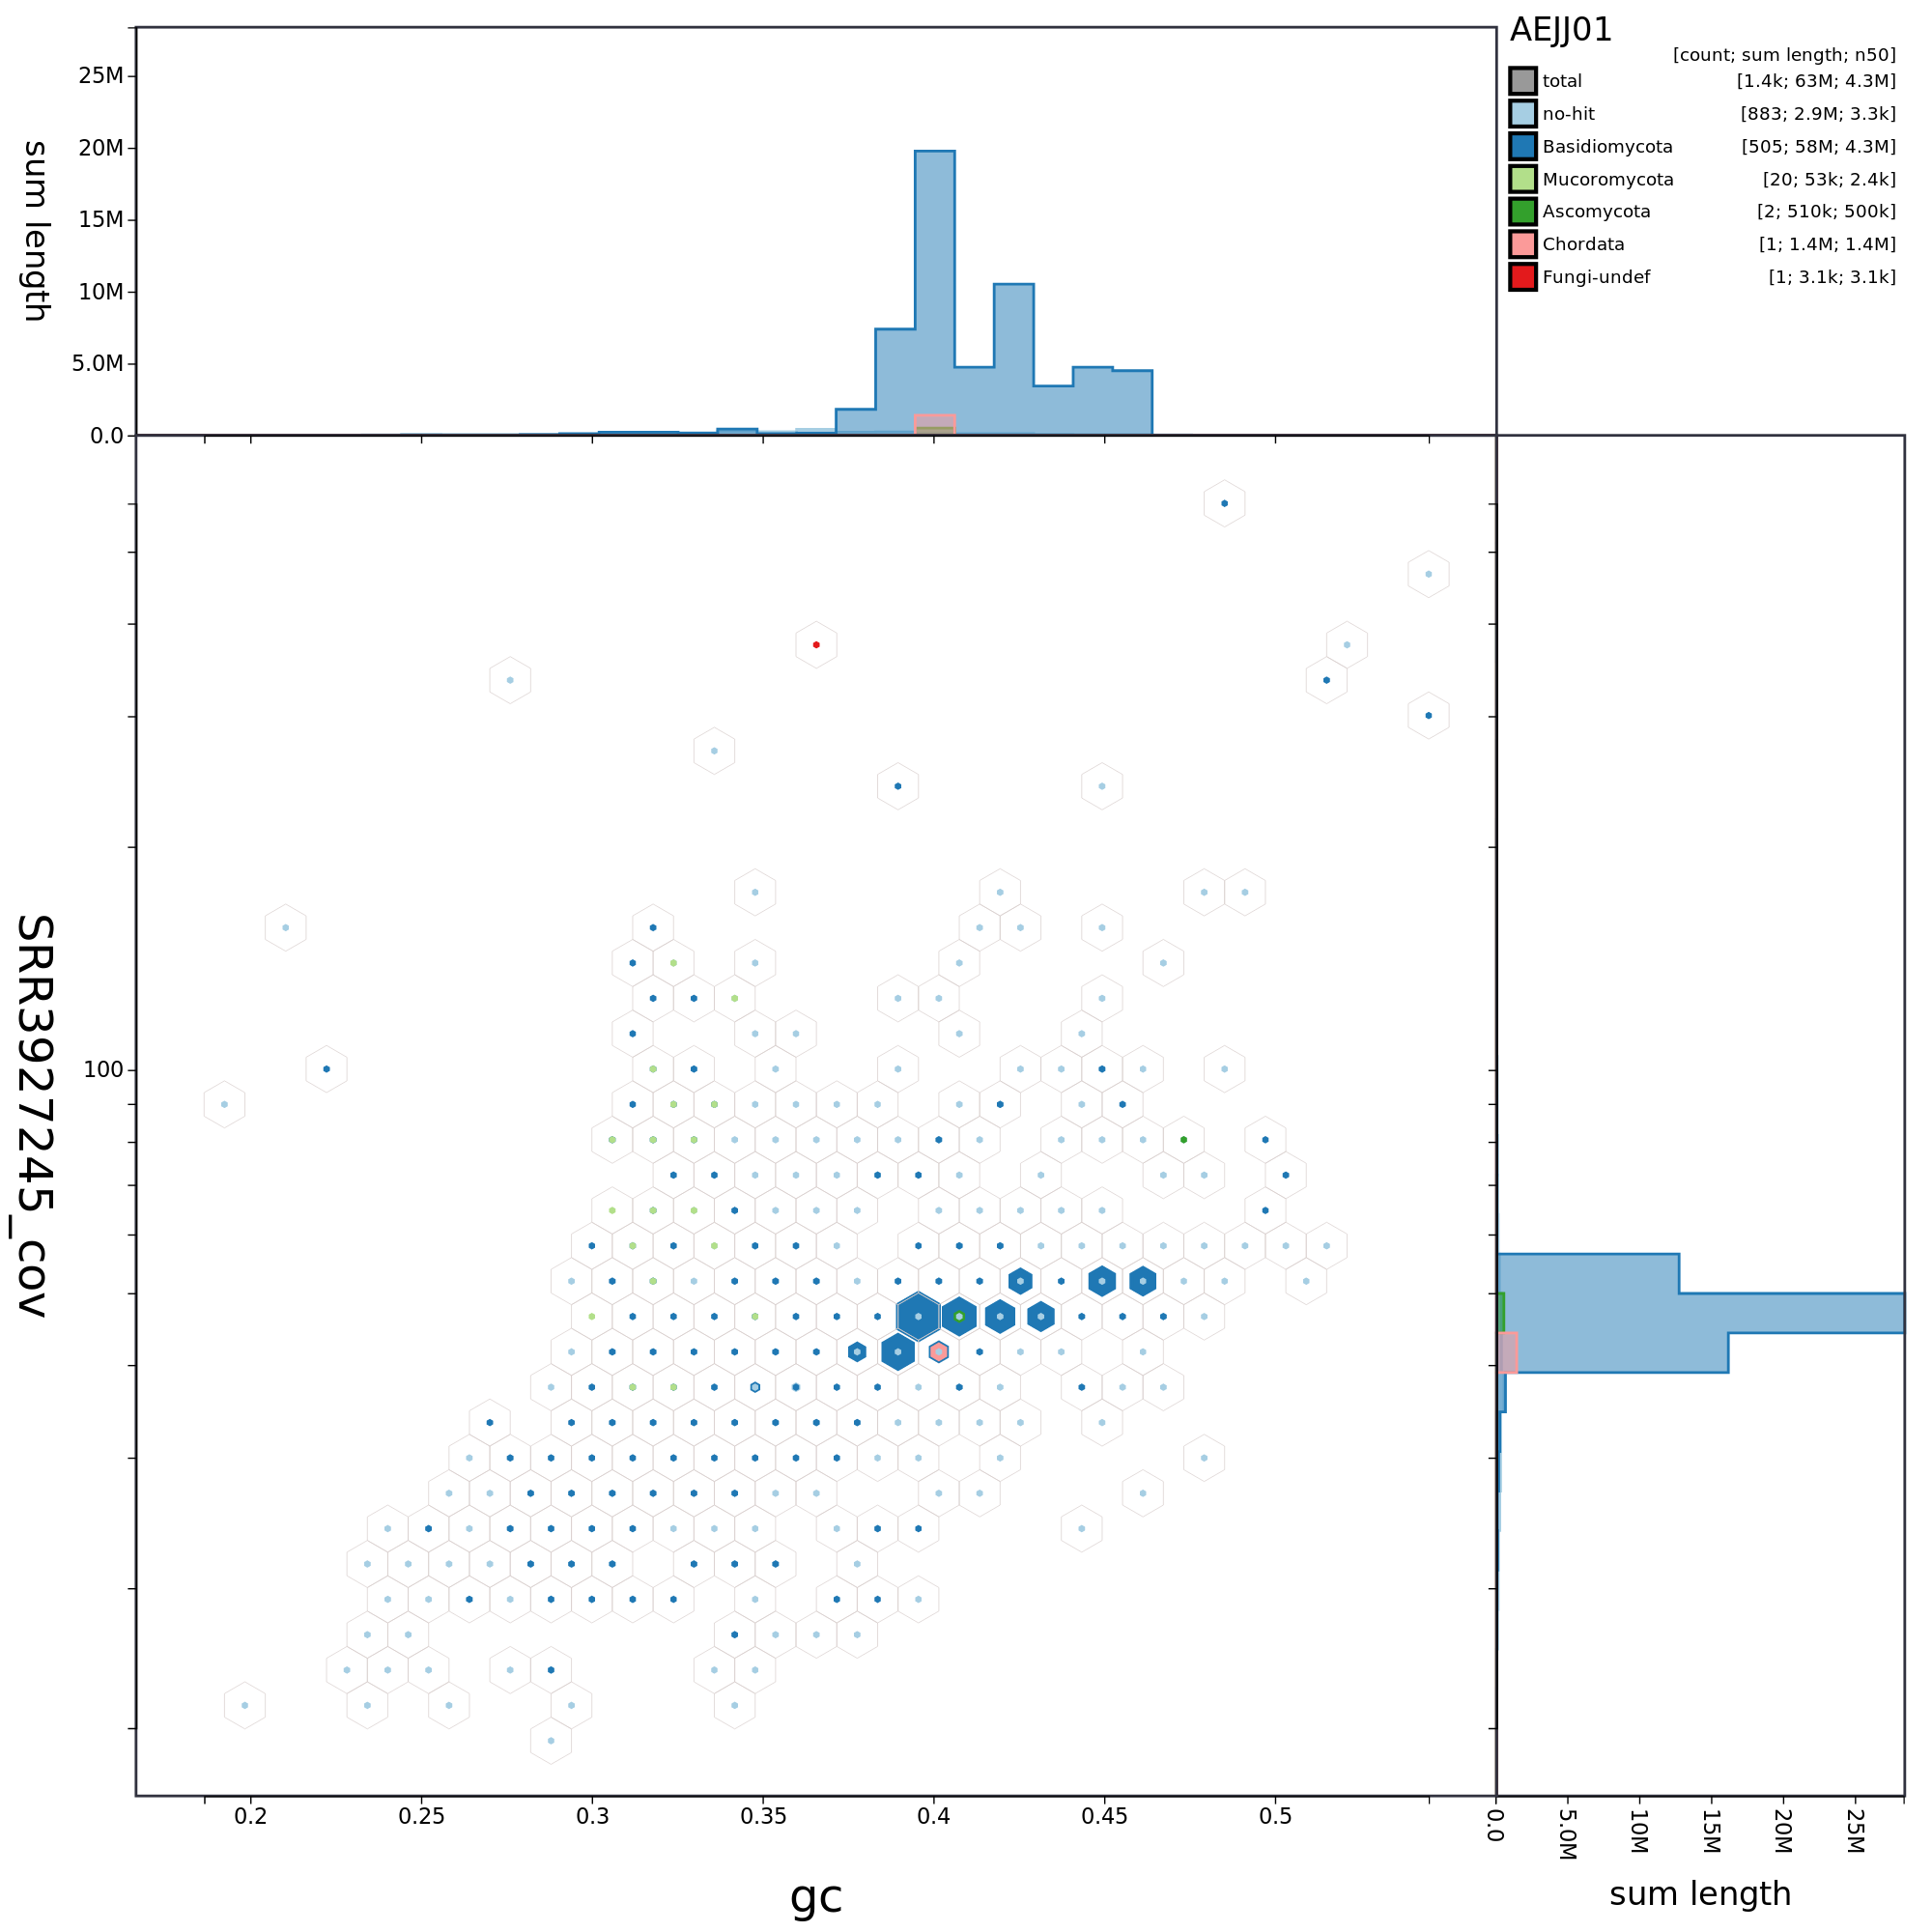 AEJJ01
[count; sum length; n50]
total [1.4k; 63M; 4.3M]
no-hit [883; 2.9M; 3.3k]
Basidiomycota [505; 58M; 4.3M]
Mucoromycota [20; 53k; 2.4k]
Ascomycota [2; 510k; 500k]
Chordata [1; 1.4M; 1.4M]
Fungi-undef [1; 3.1k; 3.1k]
sum length
25M
20M
15M
10M
5.0M
0.0
SRR3927245_cov
100
0.2 0.25 0.3 0.35 0.4 0.45 0.5
gc
0.0 5.0M 10M 15M 20M 25M
sum length